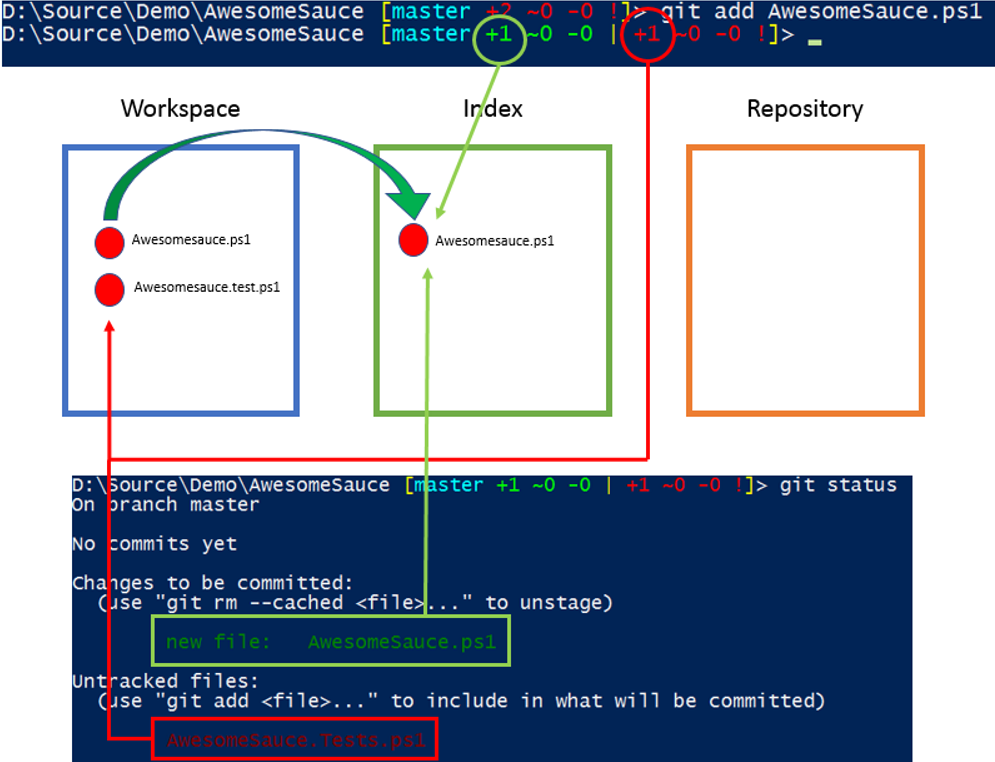 D:\Source\Demo\AwesomeSauce [master +2 ~0 -0 !]> git add AwesomeSauce.ps1
D:\Source\Demo\AwesomeSauce [master +1 ~0 -0 | +1 ~0 -0 !]> _
Workspace
Index
Repository
Awesomesauce.ps1
Awesomesauce.test.ps1
Awesomesauce.ps1
D:\Source\Demo\AwesomeSauce [master +1 ~0 -0 | +1 ~0 -0 !]> git status
On branch master
No commits yet
Changes to be committed:
(use "git rm --cached <file>..." to unstage)
new file: AwesomeSauce.ps1
Untracked files:
(use "git add <file>..." to include in what will be committed)
AwesomeSauce.Tests.ps1